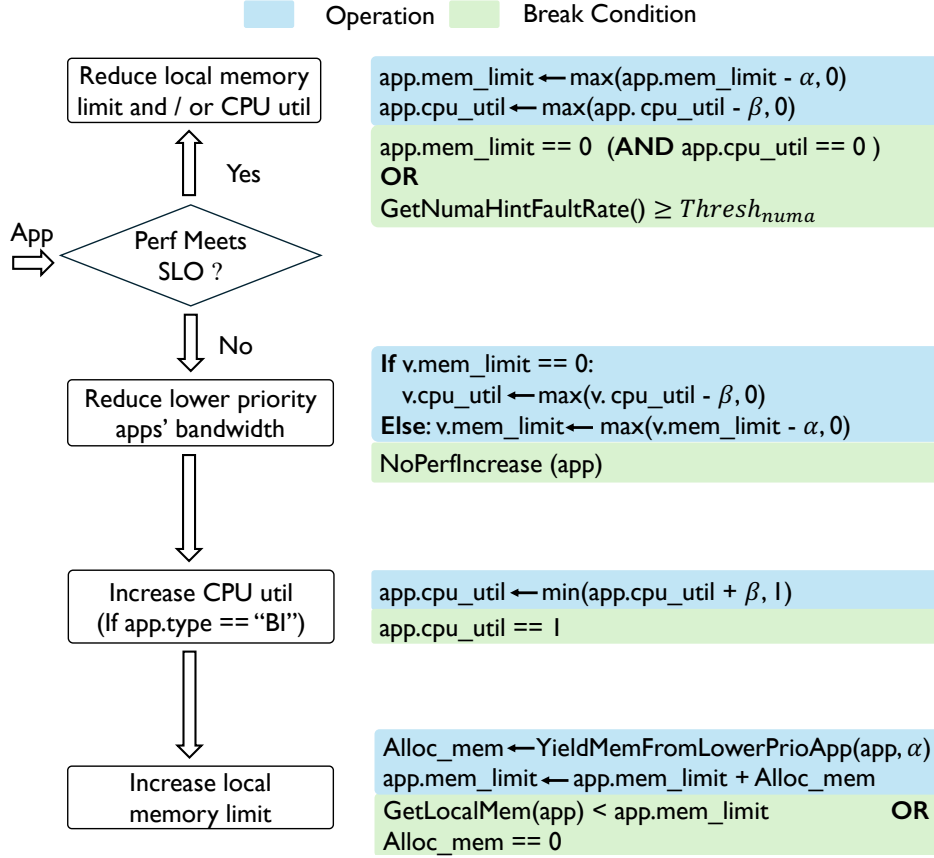 Operation Break Condition
Reduce local memory
limit and / or CPU util
app.mem_limit ← max(app.mem_limit - α, 0)
app.cpu_util ← max(app. cpu_util - β, 0)
app.mem_limit == 0 (AND app.cpu_util == 0 )
OR
GetNumaHintFaultRate() ≥ Thresh_numa
Yes
App
Perf Meets
SLO ?
No
Reduce lower priority
apps’ bandwidth
If v.mem_limit == 0:
v.cpu_util ← max(v. cpu_util - β, 0)
Else: v.mem_limit ← max(v.mem_limit - α, 0)
NoPerfIncrease (app)
Increase CPU util
(If app.type == “BI”)
app.cpu_util ← min(app.cpu_util + β, 1)
app.cpu_util == 1
Increase local
memory limit
Alloc_mem ← YieldMemFromLowerPrioApp(app, α)
app.mem_limit ← app.mem_limit + Alloc_mem
GetLocalMem(app) < app.mem_limit OR
Alloc_mem == 0